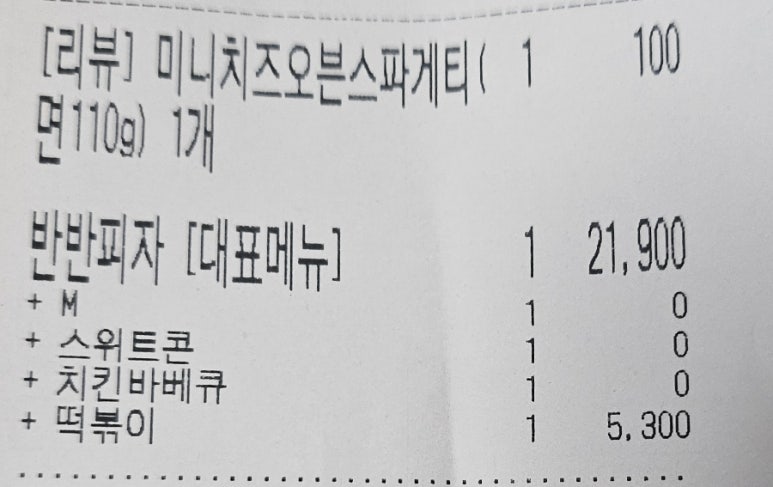 [리뷰] 미니치즈오븐스파게티( 1 100
면110g) 1개
반반피자 [대표메뉴] 1 21,900
+ M 1 0
+ 스위트콘 1 0
+ 치킨바베큐 1 0
+ 떡볶이 1 5,300